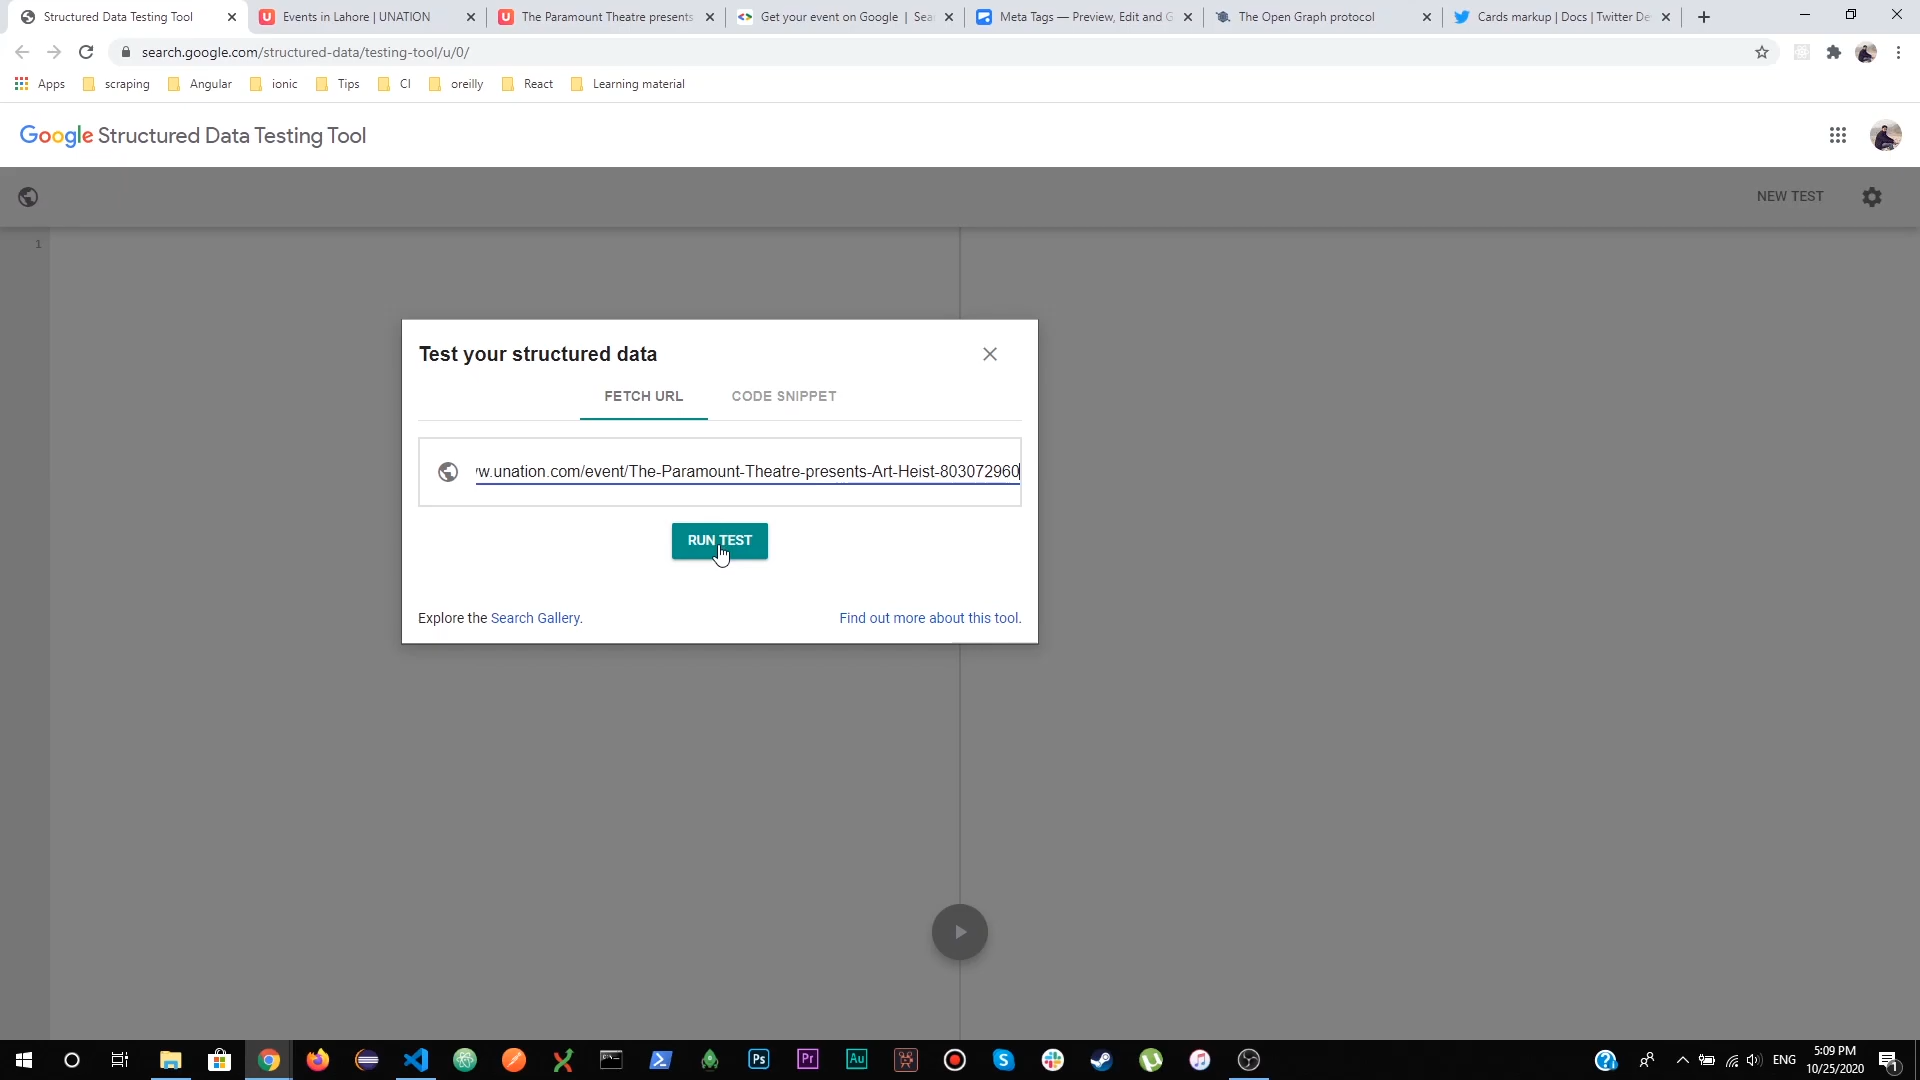 Structured Data Testing Tool
Events in Lahore | UNATION
The Paramount Theatre presents
Get your event on Google | Sea
Meta Tags — Preview, Edit and G
The Open Graph protocol
Cards markup | Docs | Twitter De
search.google.com/structured-data/testing-tool/u/0/
Apps
scraping
Angular
ionic
Tips
CI
oreilly
React
Learning material
Google Structured Data Testing Tool
NEW TEST
1
Test your structured data
FETCH URL
CODE SNIPPET
w.unation.com/event/The-Paramount-Theatre-presents-Art-Heist-803072960
RUN TEST
Explore the Search Gallery.
Find out more about this tool.
Ps
Pr
Au
ENG
5:09 PM
10/25/2020
1